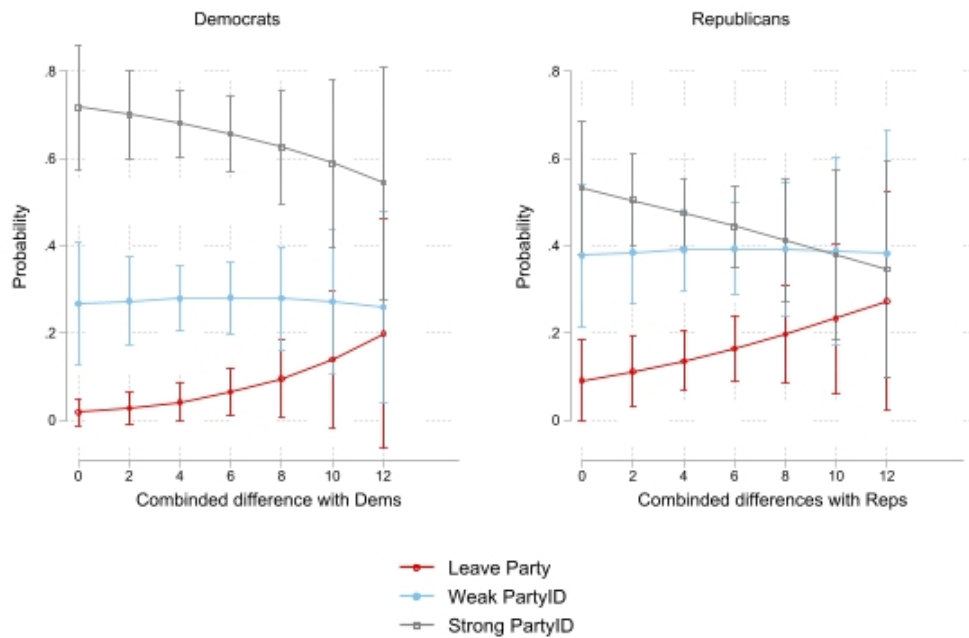 Democrats
Republicans
Probability
.8
.6
.4
.2
0
0 2 4 6 8 10 12
Combinded difference with Dems
Probability
.8
.6
.4
.2
0
0 2 4 6 8 10 12
Combinded differences with Reps
Leave Party
Weak PartyID
Strong PartyID